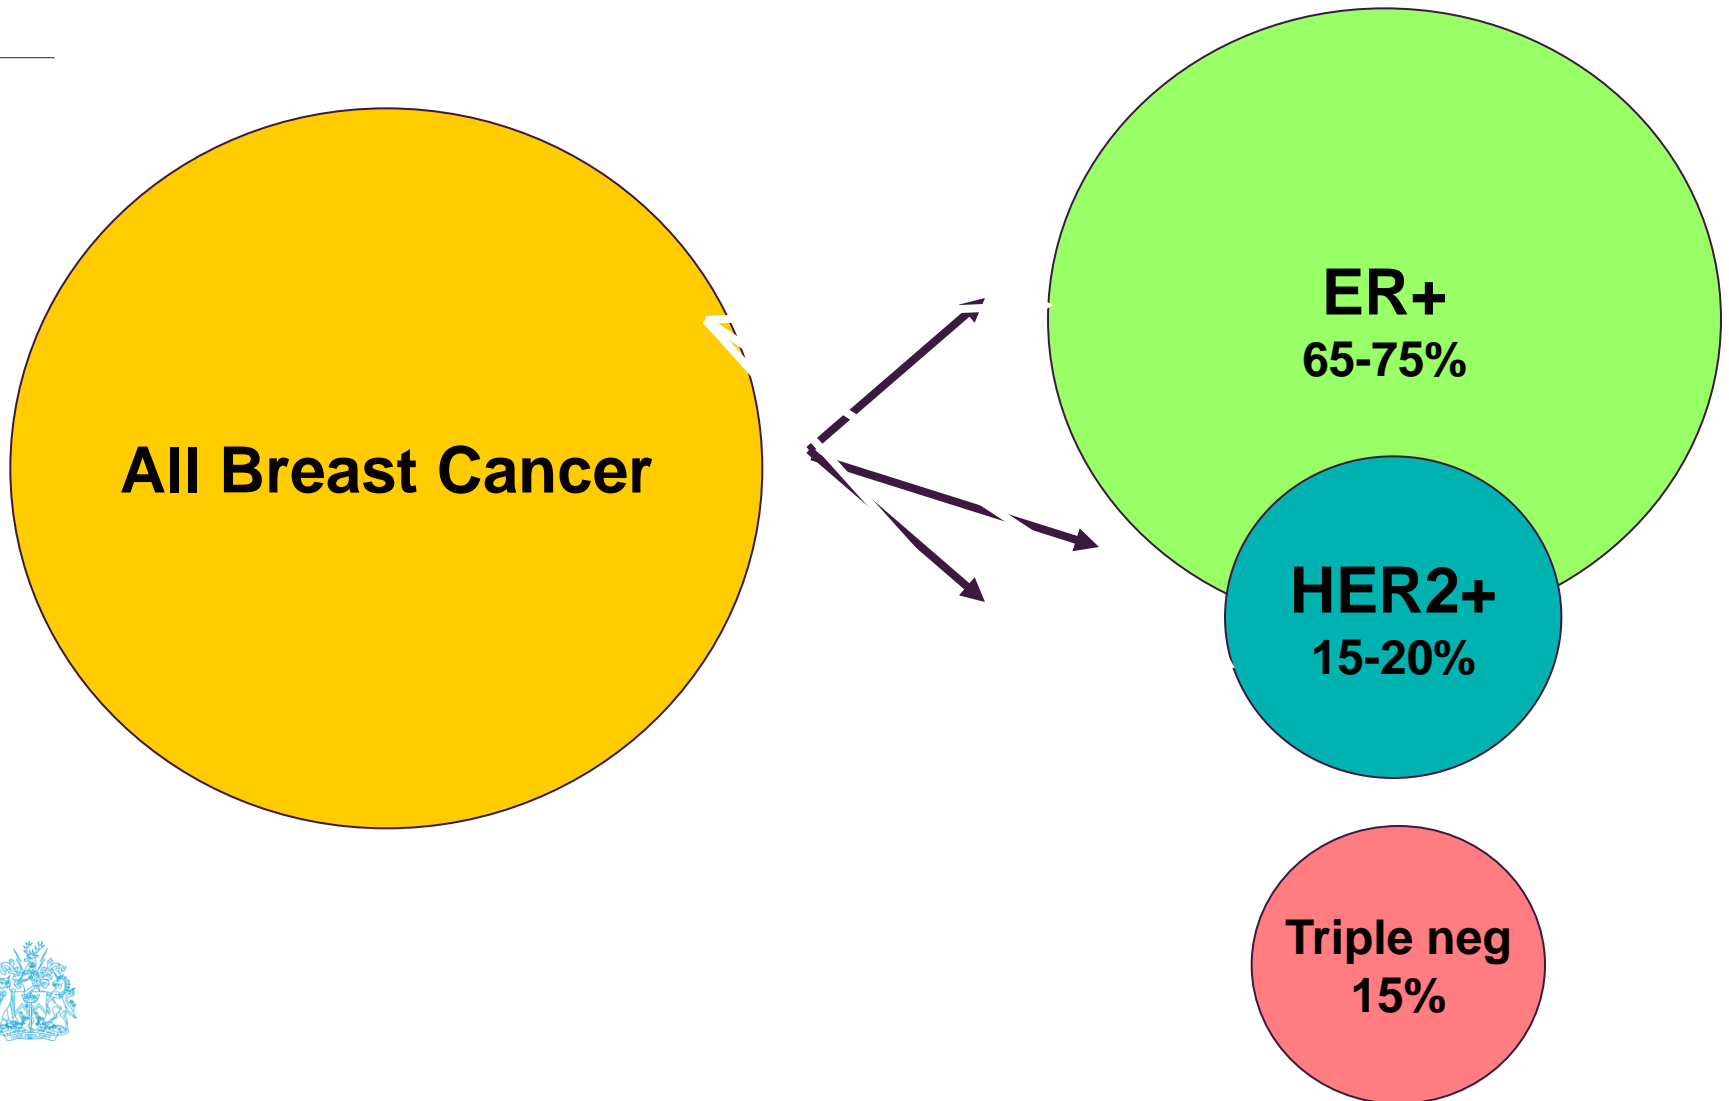 All Breast Cancer
ER+
65-75%
HER2+
15-20%
Triple neg
15%